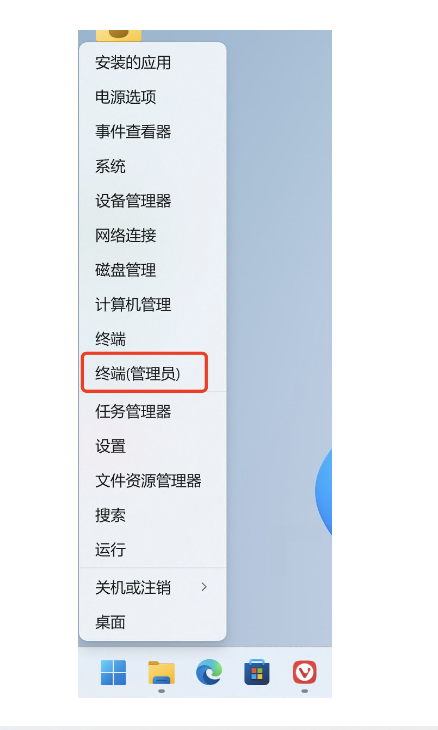 安装的应用
电源选项
事件查看器
系统
设备管理器
网络连接
磁盘管理
计算机管理
终端
终端(管理员)
任务管理器
设置
文件资源管理器
搜索
运行
关机或注销
桌面